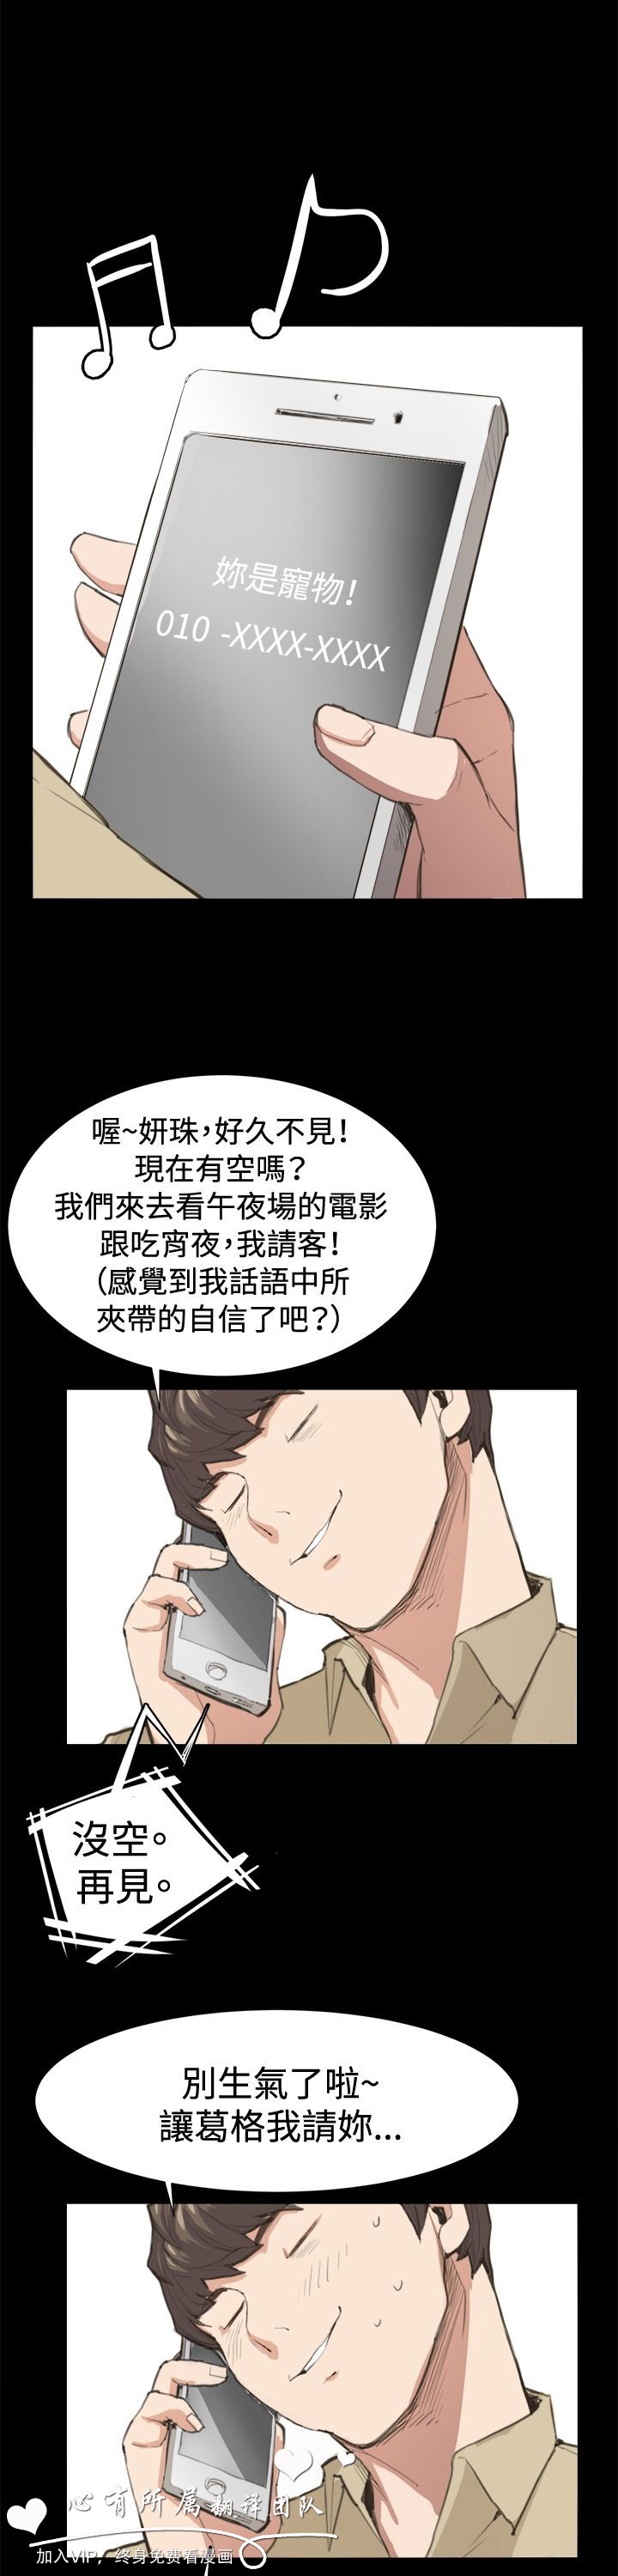 妳是寵物!
010 -XXXX-XXXX
喔~妍珠,好久不見!
現在有空嗎?
我們來去看午夜場的電影
跟吃宵夜,我請客!
(感覺到我話語中所
夾帶的自信了吧?)
沒空。
再見。
別生氣了啦~
讓葛格我請妳...
心有所属翻译团队
加入VIP，终身免费看漫画